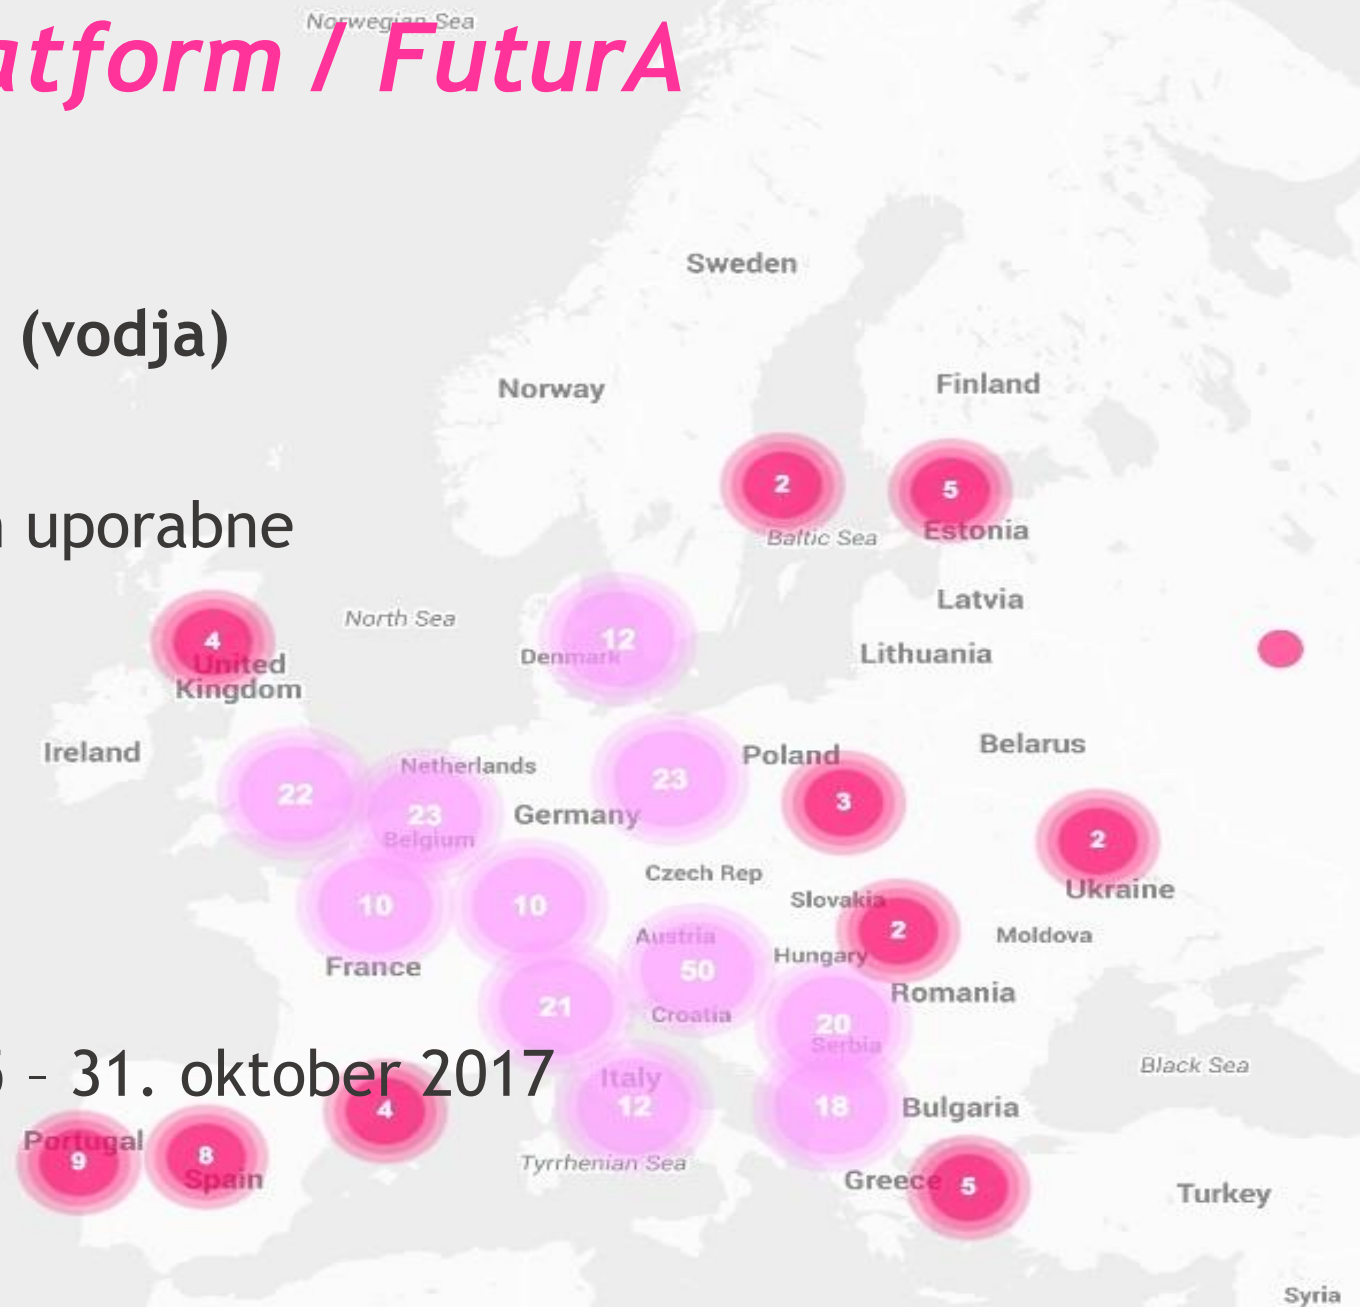 Norwegian Sea
atform / FuturA
Sweden
(vodja)
Norway
Finland
2
5
uporabne
Baltic Sea
Estonia
Latvia
North Sea
4
12
Denmark
Lithuania
United
Kingdom
Ireland
Belarus
Poland
Netherlands
23
22
23
Germany
3
Belgium
2
Czech Rep
Ukraine
Slovakia
10
10
2
Austria
Moldova
Hungary
France
50
Romania
21
Croatia
20
Serbia
– 31. oktober 2017
Black Sea
Italy
4
12
18
Bulgaria
Portugal
9
8
Spain
Tyrrhenian Sea
Greece
5
Turkey
Syria